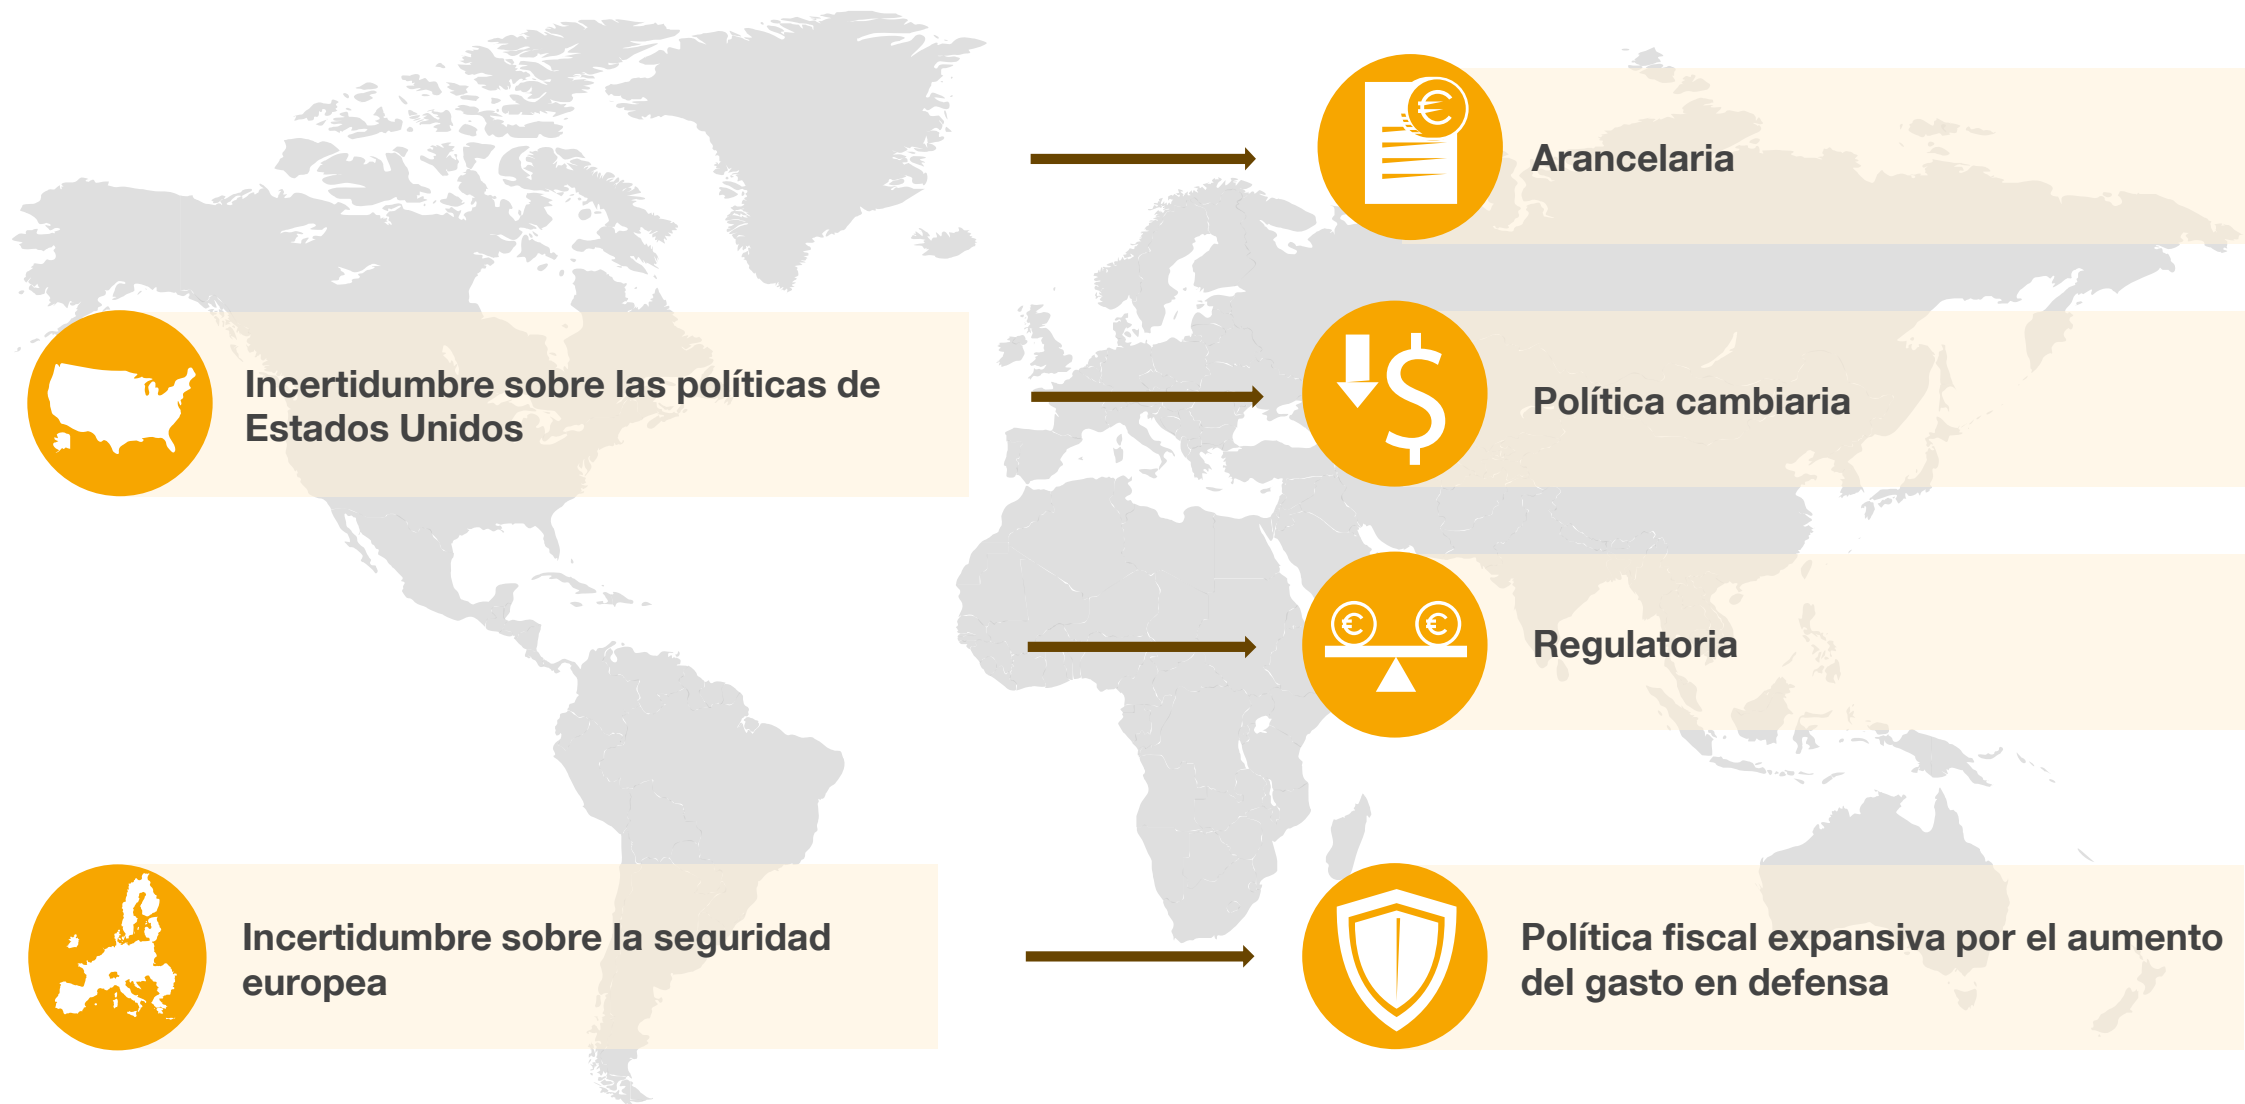 Incertidumbre sobre las políticas de
Estados Unidos
Arancelaria
Política cambiaria
Regulatoria
Incertidumbre sobre la seguridad
europea
Política fiscal expansiva por el aumento
del gasto en defensa